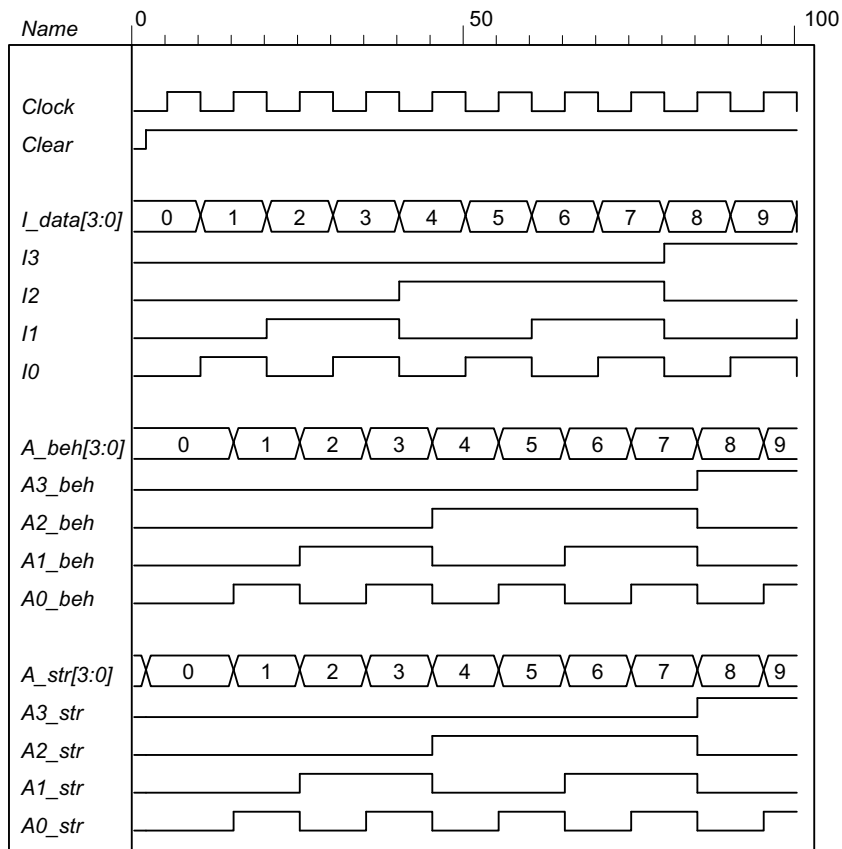 0 50 100
Name
Clock
Clear
I_data[3:0] 0 1 2 3 4 5 6 7 8 9
I3
I2
I1
I0
A_beh[3:0] 0 1 2 3 4 5 6 7 8 9
A3_beh
A2_beh
A1_beh
A0_beh
A_str[3:0] 0 1 2 3 4 5 6 7 8 9
A3_str
A2_str
A1_str
A0_str